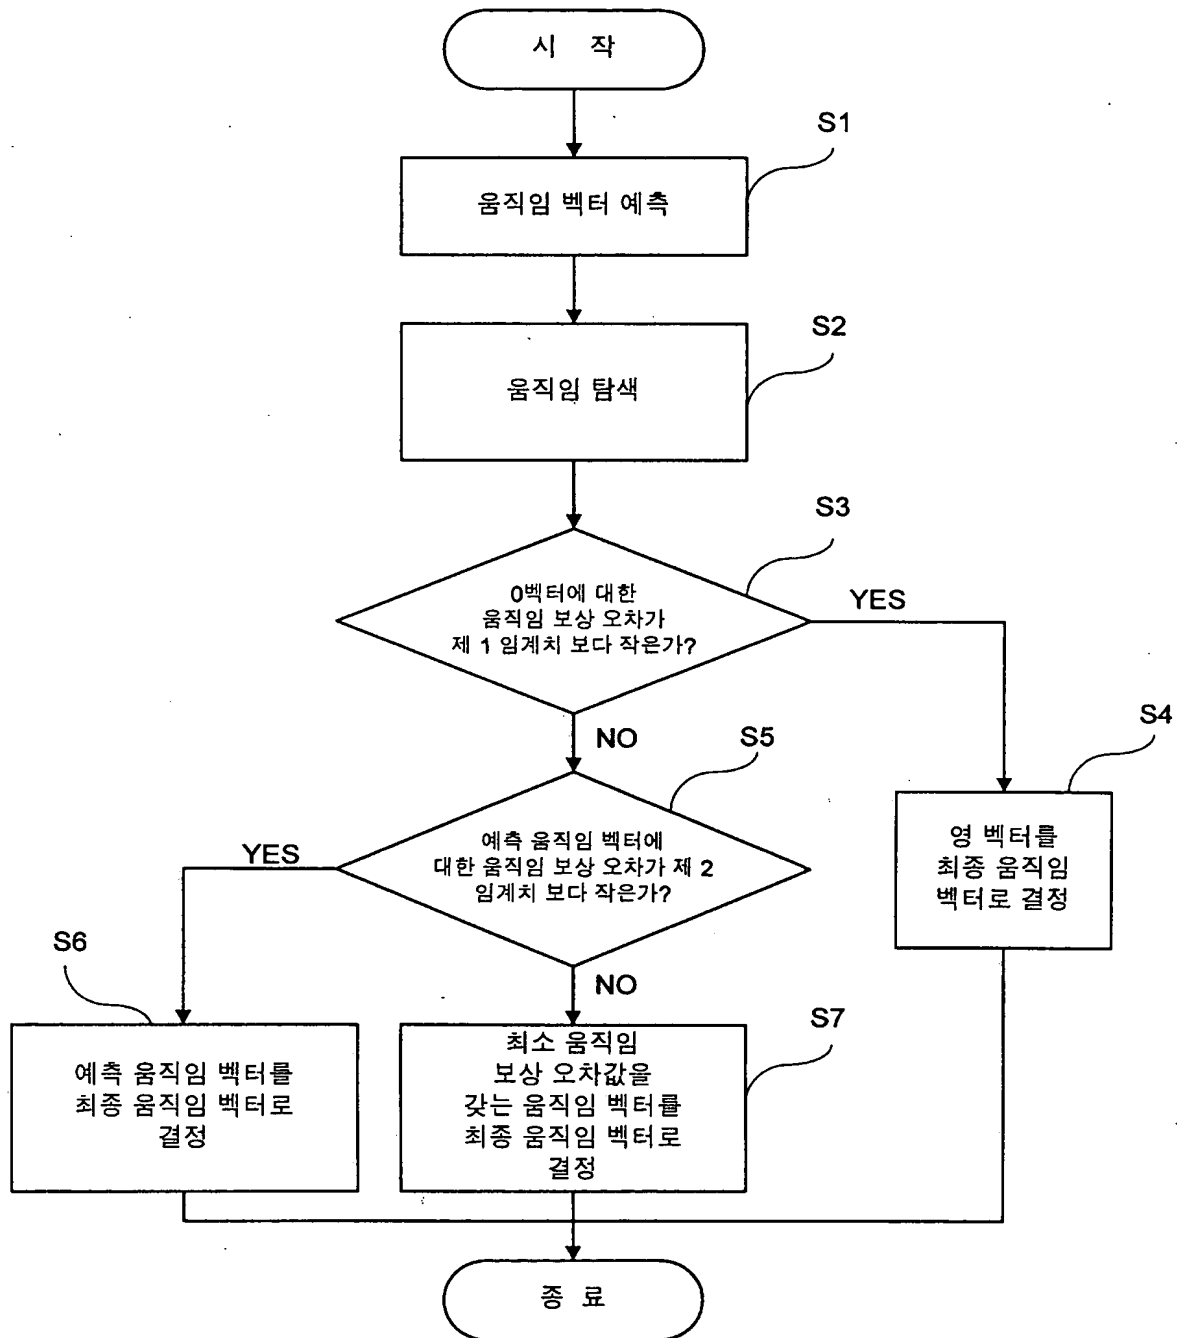 시 작
S1
움직임 벡터 예측
S2
움직임 탐색
S3
0벡터에 대한
움직임 보상 오차가
제 1 임계치 보다 작은가?
YES
NO
S4
영 벡터를
최종 움직임
벡터로 결정
S5
예측 움직임 벡터에
대한 움직임 보상 오차가 제 2
임계치 보다 작은가?
YES
NO
S6
예측 움직임 벡터를
최종 움직임 벡터로
결정
S7
최소 움직임
보상 오차값을
갖는 움직임 벡터를
최종 움직임 벡터로
결정
종 료